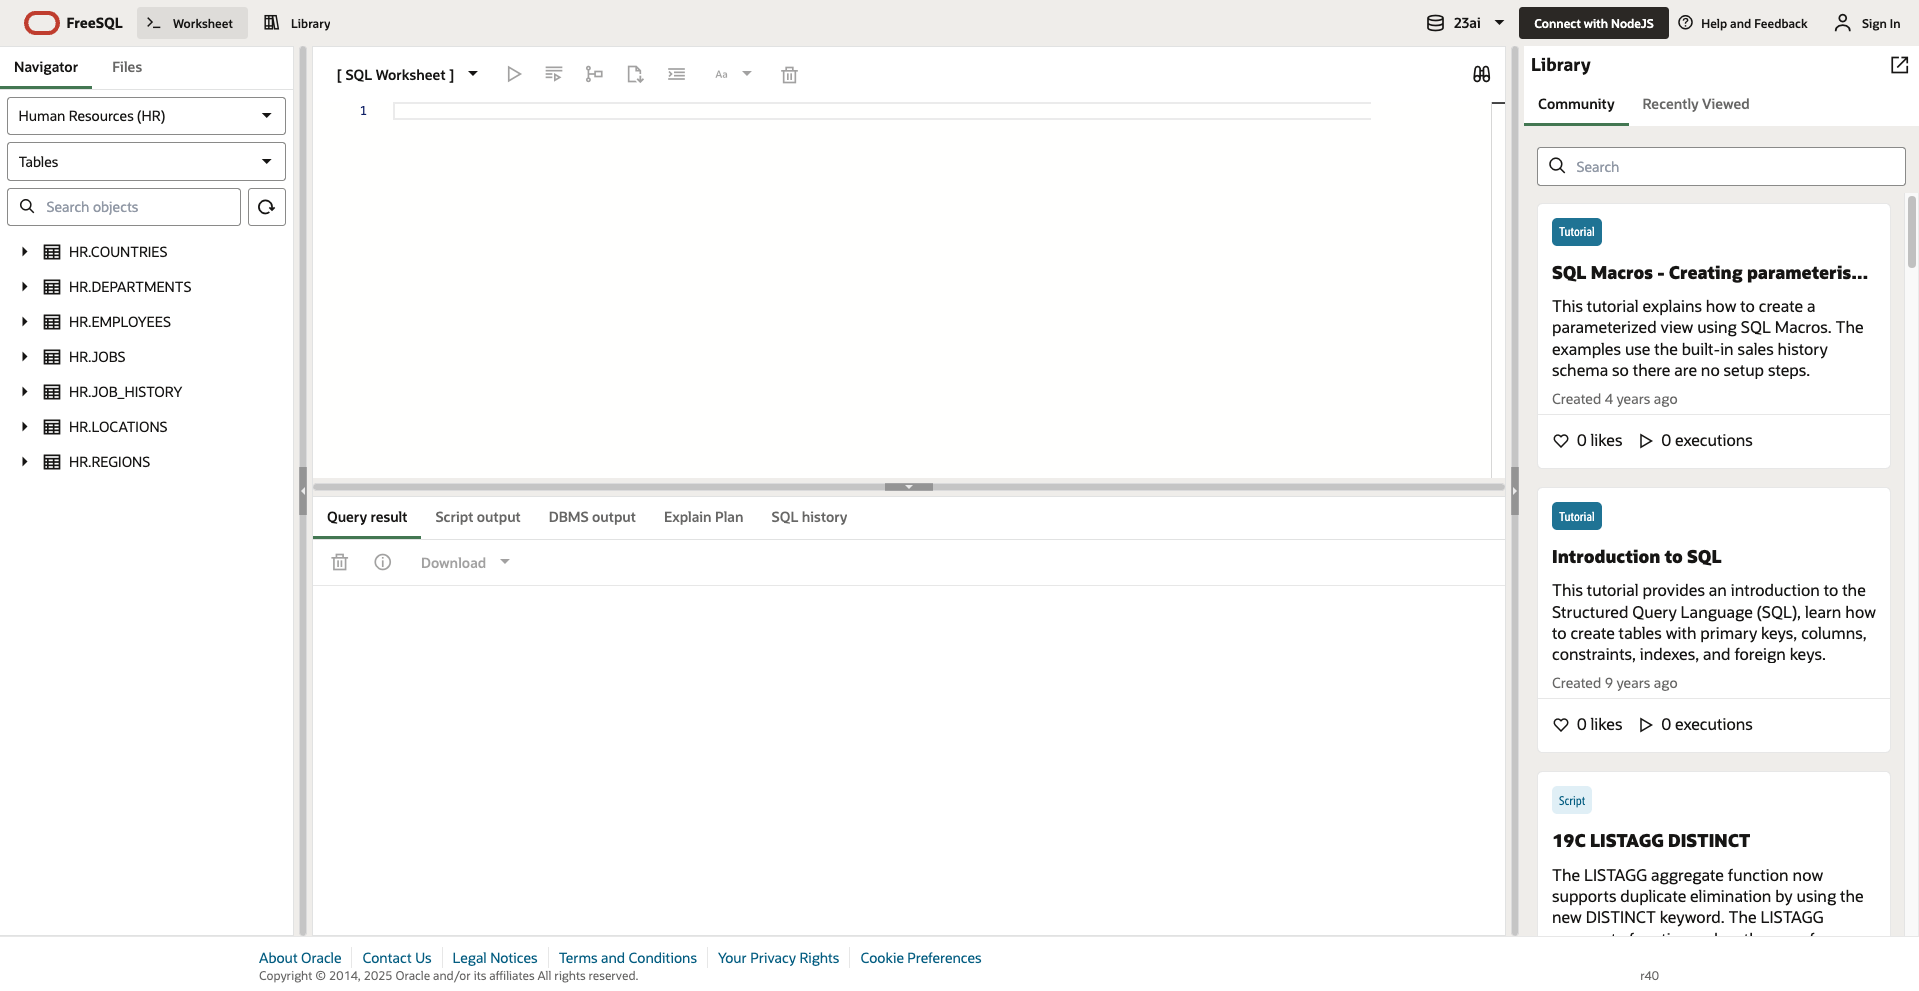 FreeSQL
Worksheet
Library
23ai
Connect with NodeJS
Help and Feedback
Sign In
Navigator
Files
Human Resources (HR)
Tables
Search objects
HR.COUNTRIES
HR.DEPARTMENTS
HR.EMPLOYEES
HR.JOBS
HR.JOB_HISTORY
HR.LOCATIONS
HR.REGIONS
[ SQL Worksheet ]
Aa
1
Query result
Script output
DBMS output
Explain Plan
SQL history
Download
Library
Community
Recently Viewed
Search
Tutorial
SQL Macros - Creating parameteris...
This tutorial explains how to create a
parameterized view using SQL Macros. The
examples use the built-in sales history
schema so there are no setup steps.
Created 4 years ago
0 likes
0 executions
Tutorial
Introduction to SQL
This tutorial provides an introduction to the
Structured Query Language (SQL), learn how
to create tables with primary keys, columns,
constraints, indexes, and foreign keys.
Created 9 years ago
0 likes
0 executions
Script
19C LISTAGG DISTINCT
The LISTAGG aggregate function now
supports duplicate elimination by using the
new DISTINCT keyword. The LISTAGG
About Oracle
Contact Us
Legal Notices
Terms and Conditions
Your Privacy Rights
Cookie Preferences
Copyright © 2014, 2025 Oracle and/or its affiliates All rights reserved.
r40